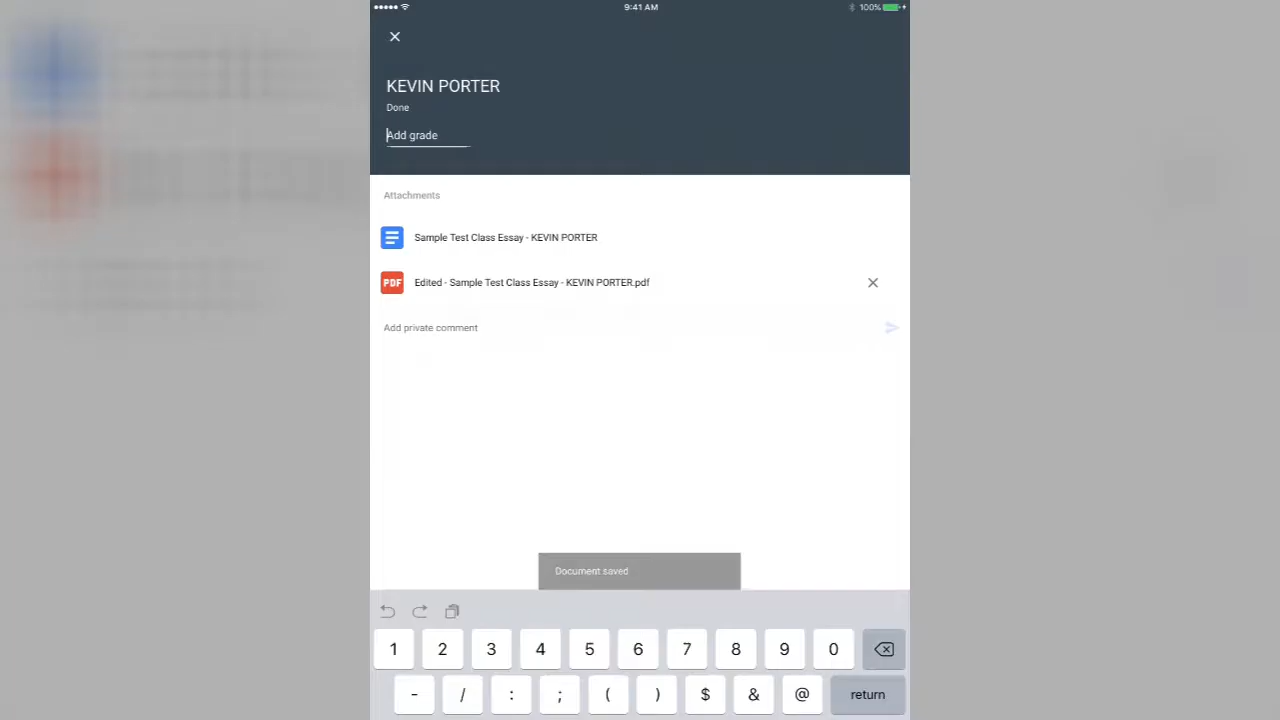 9:41 AM
100%
KEVIN PORTER
Done
Add grade
Attachments
Sample Test Class Essay - KEVIN PORTER
PDF
Edited - Sample Test Class Essay - KEVIN PORTER.pdf
Add private comment
Document saved
1 2 3 4 5 6 7 8 9 0
- / : ; ( ) $ & @ return